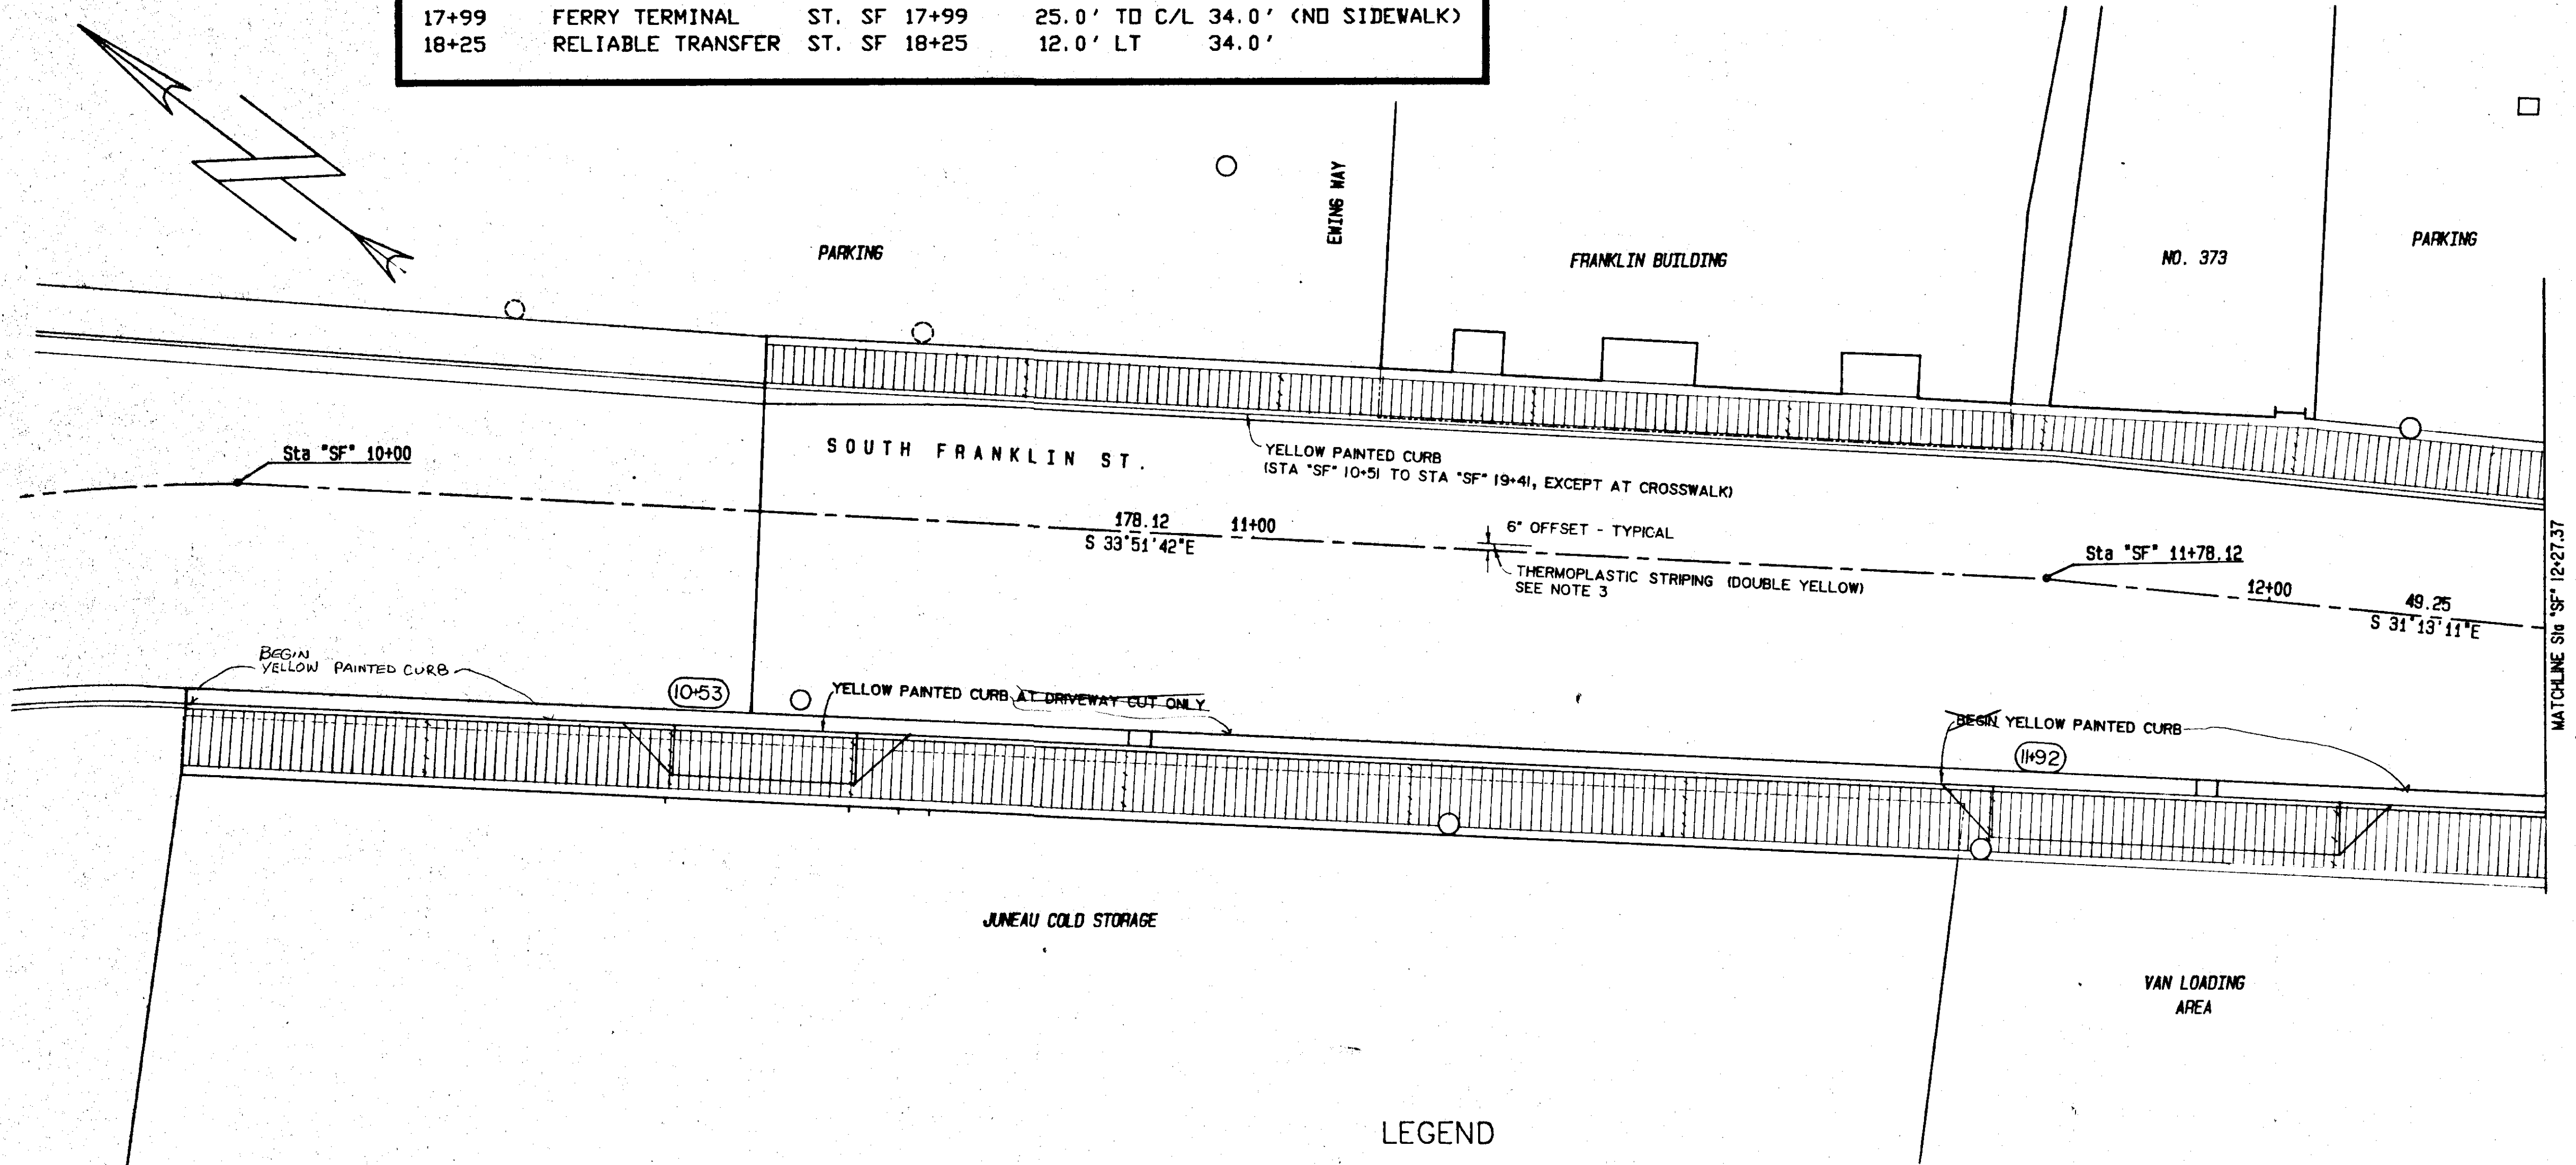 17+99 FERRY TERMINAL ST. SF 17+99 25.0' TO C/L 34.0' (NO SIDEWALK)
18+25 RELIABLE TRANSFER ST. SF 18+25 12.0' LT 34.0'
EWING WAY
PARKING
FRANKLIN BUILDING
NO. 373
PARKING
Sta "SF" 10+00
SOUTH FRANKLIN ST.
YELLOW PAINTED CURB
(STA "SF" 10+51 TO STA "SF" 19+41, EXCEPT AT CROSSWALK)
178.12 11+00
S 33°51'42"E
6" OFFSET - TYPICAL
THERMOPLASTIC STRIPING (DOUBLE YELLOW)
SEE NOTE 3
Sta "SF" 11+78.12
12+00
49.25
S 31°13'11"E
MATCHLINE Sta "SF" 12+27.37
BEGIN
YELLOW PAINTED CURB
10+53
YELLOW PAINTED CURB AT DRIVEWAY CUT ONLY
BEGIN YELLOW PAINTED CURB
11+92
JUNEAU COLD STORAGE
VAN LOADING
AREA
LEGEND